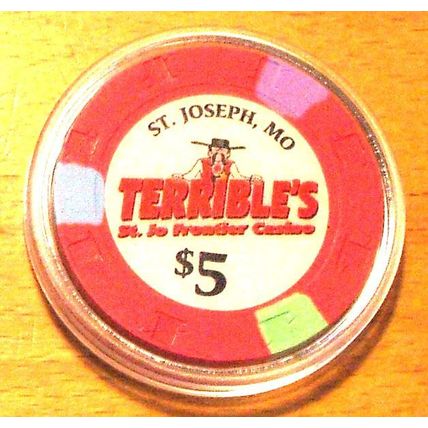 ST. JOSEPH, MO
TERRIBLE'S
St. Jo Frontier Casino
$5